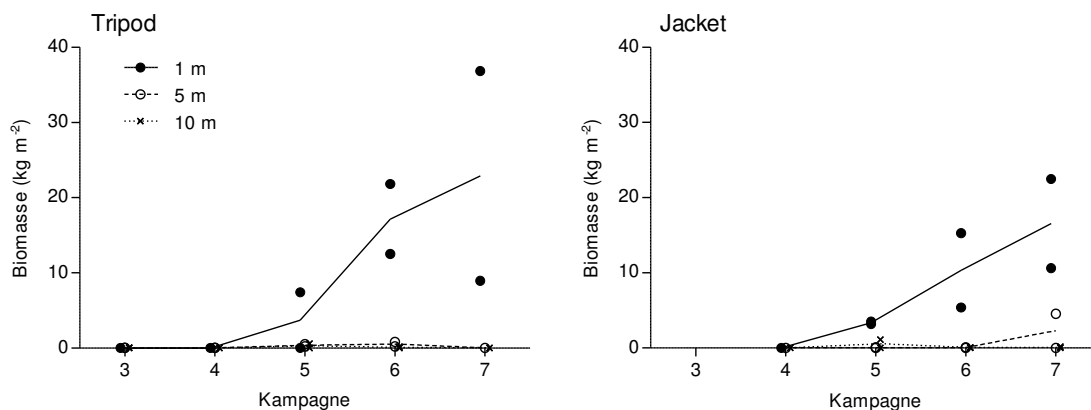 Tripod
40
30
20
10
0
Biomasse (kg m-2)
1 m
5 m
10 m
3 4 5 6 7
Kampagne
Jacket
40
30
20
10
0
Biomasse (kg m-2)
3 4 5 6 7
Kampagne